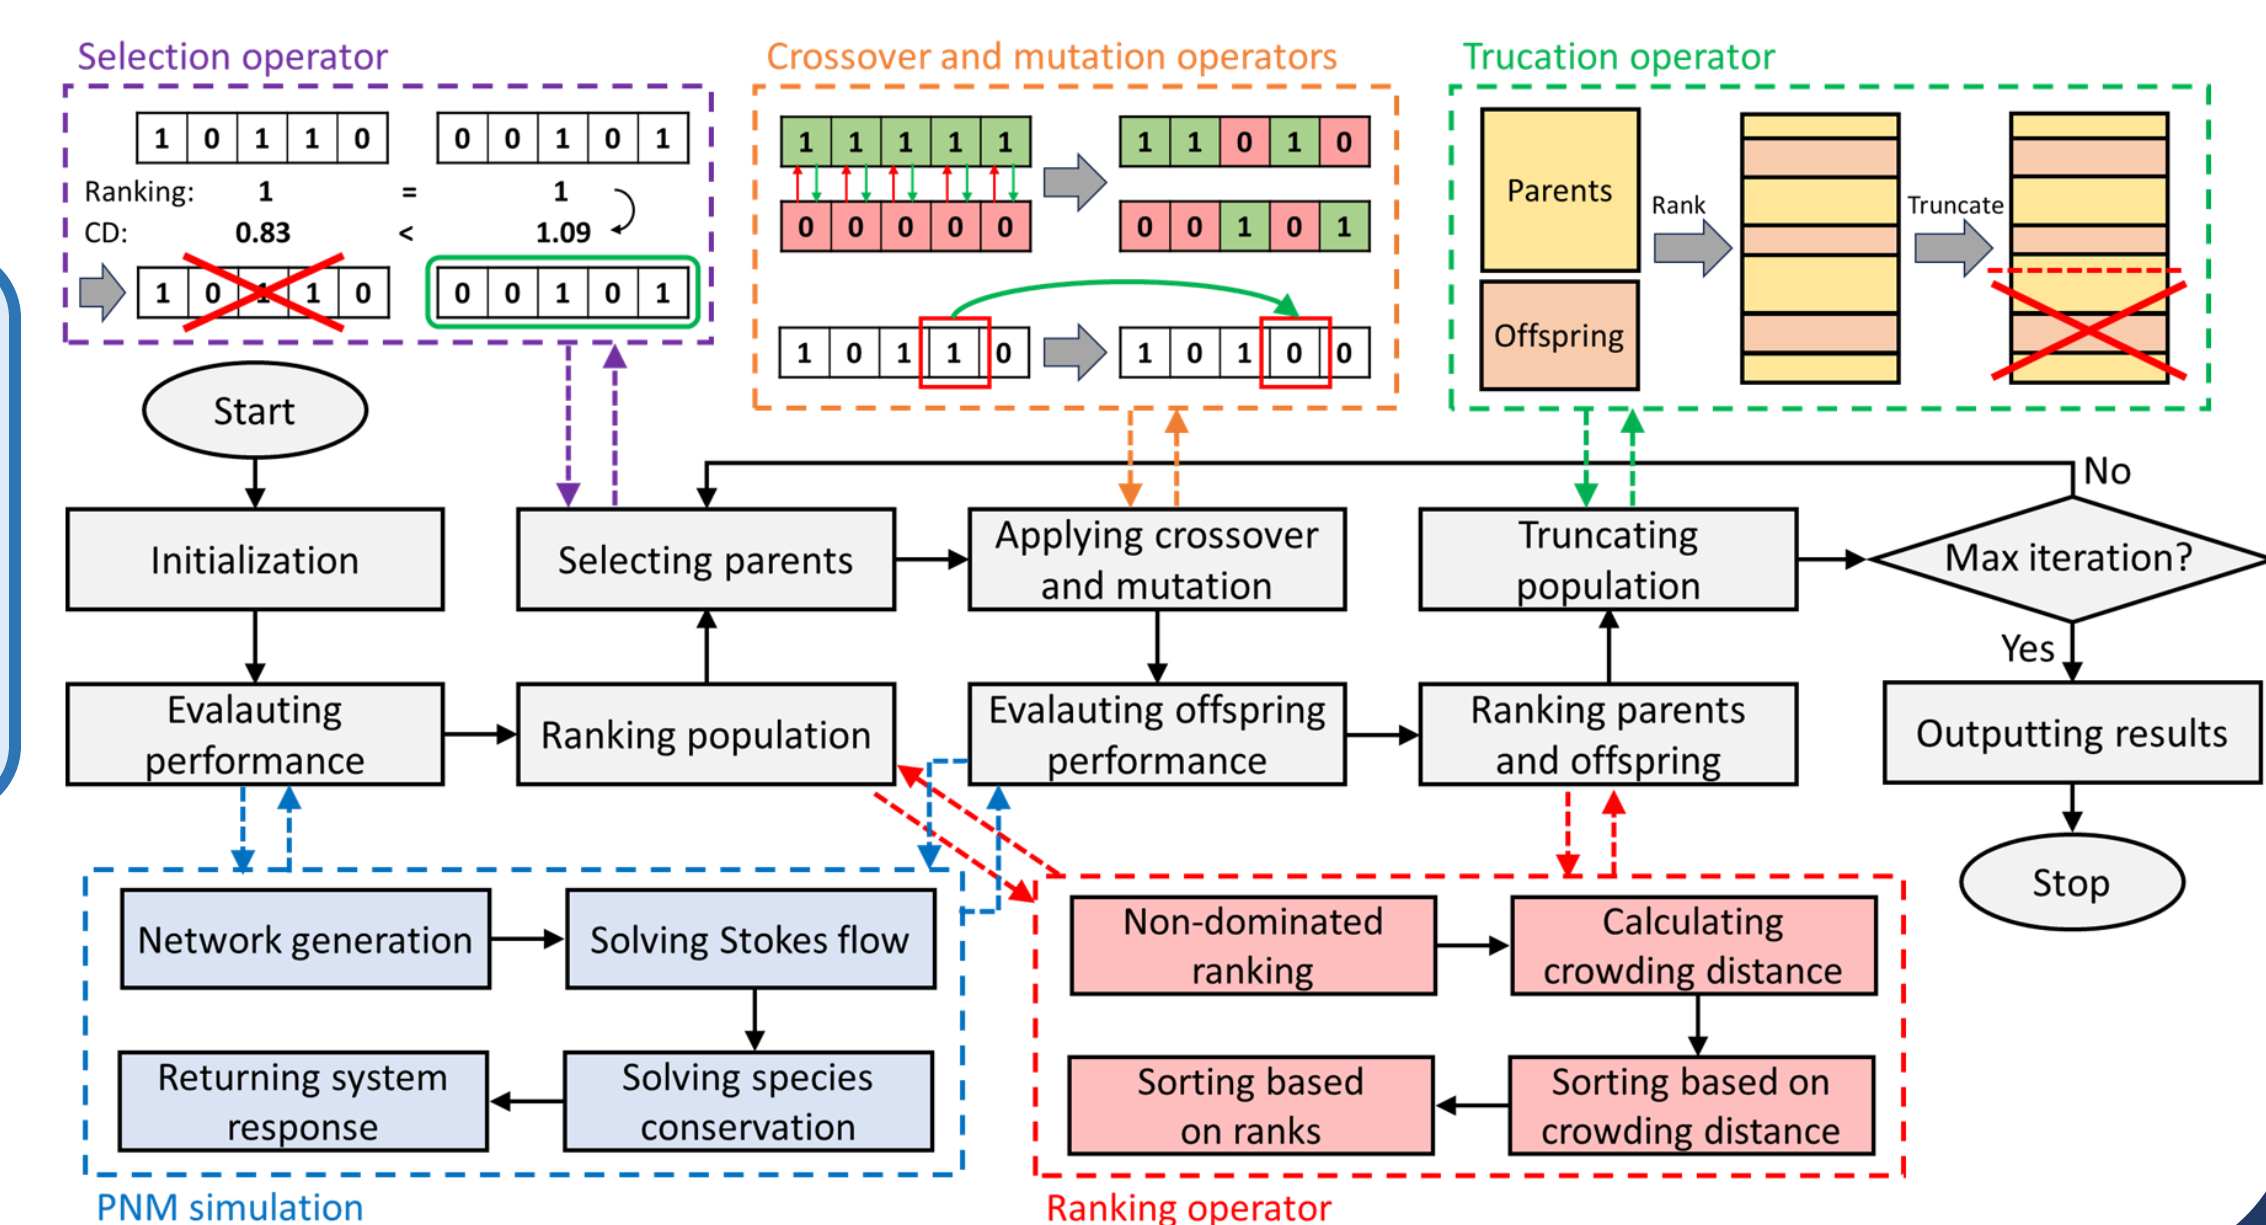 Selection operator
1 0 1 1 0
0 0 1 0 1
Ranking: 1 = 1
CD: 0.83 < 1.09
1 0 1 1 0
0 0 1 0 1
Crossover and mutation operators
1 1 1 1 1
1 1 0 1 0
0 0 0 0 0
0 0 1 0 1
1 0 1 1 0
1 0 1 0 0
Trucation operator
Parents
Offspring
Rank
Truncate
Start
Initialization
Evalauting
performance
Selecting parents
Ranking population
Applying crossover
and mutation
Evalauting offspring
performance
Truncating
population
Ranking parents
and offspring
No
Max iteration?
Yes
Outputting results
Stop
Network generation
Solving Stokes flow
Returning system
response
Solving species
conservation
PNM simulation
Non-dominated
ranking
Calculating
crowding distance
Sorting based
on ranks
Sorting based on
crowding distance
Ranking operator